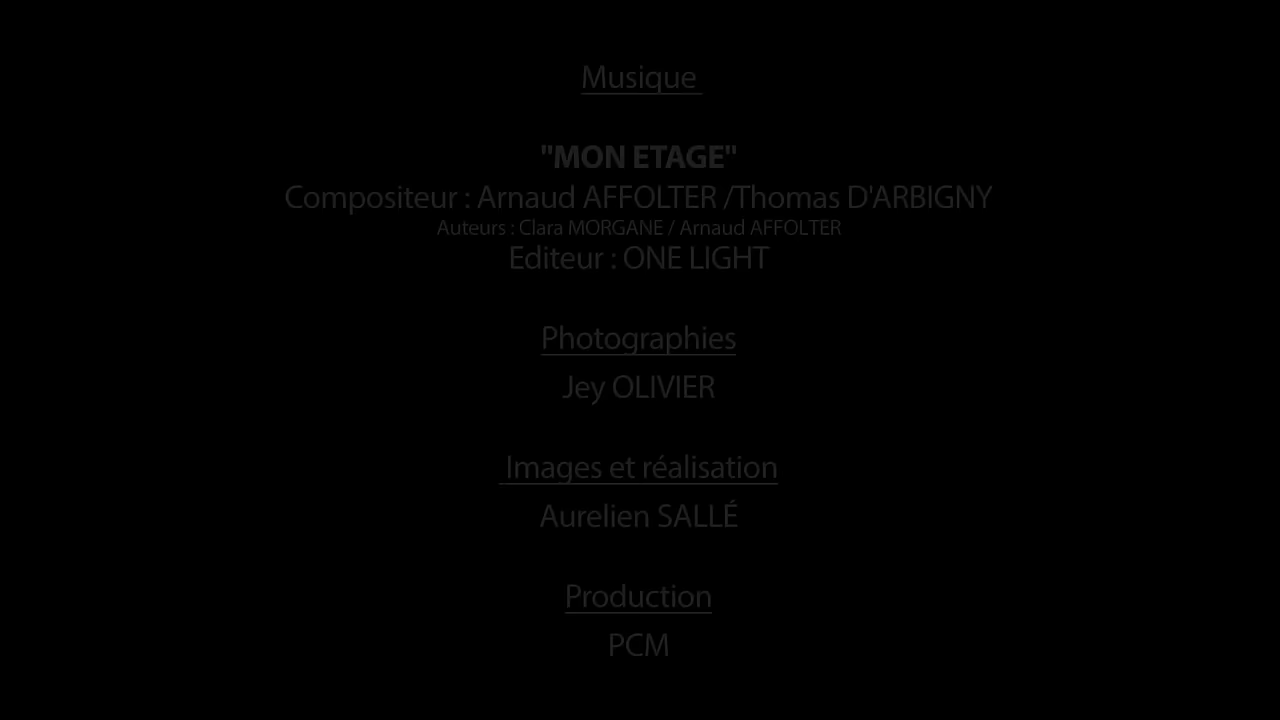 Musique
"MON ETAGE"
Compositeur : Arnaud AFFOLTER /Thomas D'ARBIGNY
Auteurs : Clara MORGANE / Arnaud AFFOLTER
Editeur : ONE LIGHT
Photographies
Jey OLIVIER
Images et réalisation
Aurelien SALLÉ
Production
PCM